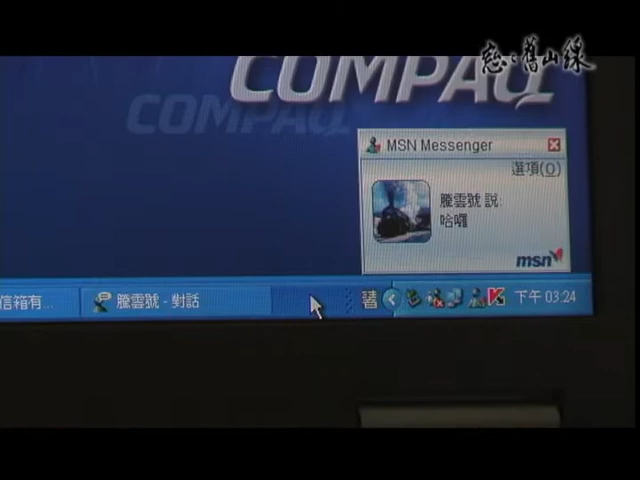 戀戀舊山線
COMPAQ
COMPAQ
MSN Messenger
選項(O)
騰雲號 說:
哈囉
msn
信箱有...
騰雲號 - 對話
下午 03:24